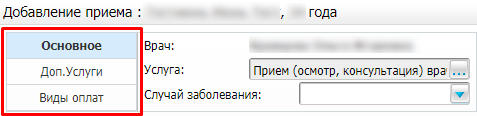 Добавление приема : , года
Основное
Доп.Услуги
Виды оплат
Врач:
Услуга: Прием (осмотр, консультация) вра ...
Случай заболевания: